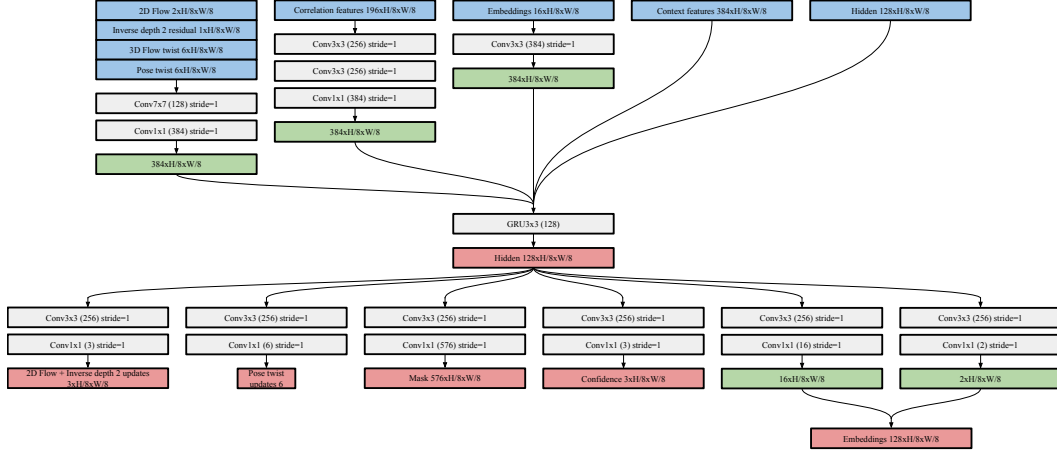 2D Flow 2xH/8xW/8
Inverse depth 2 residual 1xH/8xW/8
3D Flow twist 6xH/8xW/8
Pose twist 6xH/8xW/8
Conv7x7 (128) stride=1
Conv1x1 (384) stride=1
384xH/8xW/8
Correlation features 196xH/8xW/8
Conv3x3 (256) stride=1
Conv3x3 (256) stride=1
Conv1x1 (384) stride=1
384xH/8xW/8
Embeddings 16xH/8xW/8
Conv3x3 (384) stride=1
384xH/8xW/8
Context features 384xH/8xW/8
Hidden 128xH/8xW/8
GRU3x3 (128)
Hidden 128xH/8xW/8
Conv3x3 (256) stride=1
Conv1x1 (3) stride=1
2D Flow + Inverse depth 2 updates
3xH/8xW/8
Conv3x3 (256) stride=1
Conv1x1 (6) stride=1
Pose twist
updates 6
Conv3x3 (256) stride=1
Conv1x1 (576) stride=1
Mask 576xH/8xW/8
Conv3x3 (256) stride=1
Conv1x1 (3) stride=1
Confidence 3xH/8xW/8
Conv3x3 (256) stride=1
Conv1x1 (16) stride=1
16xH/8xW/8
Conv3x3 (256) stride=1
Conv1x1 (2) stride=1
2xH/8xW/8
Embeddings 128xH/8xW/8